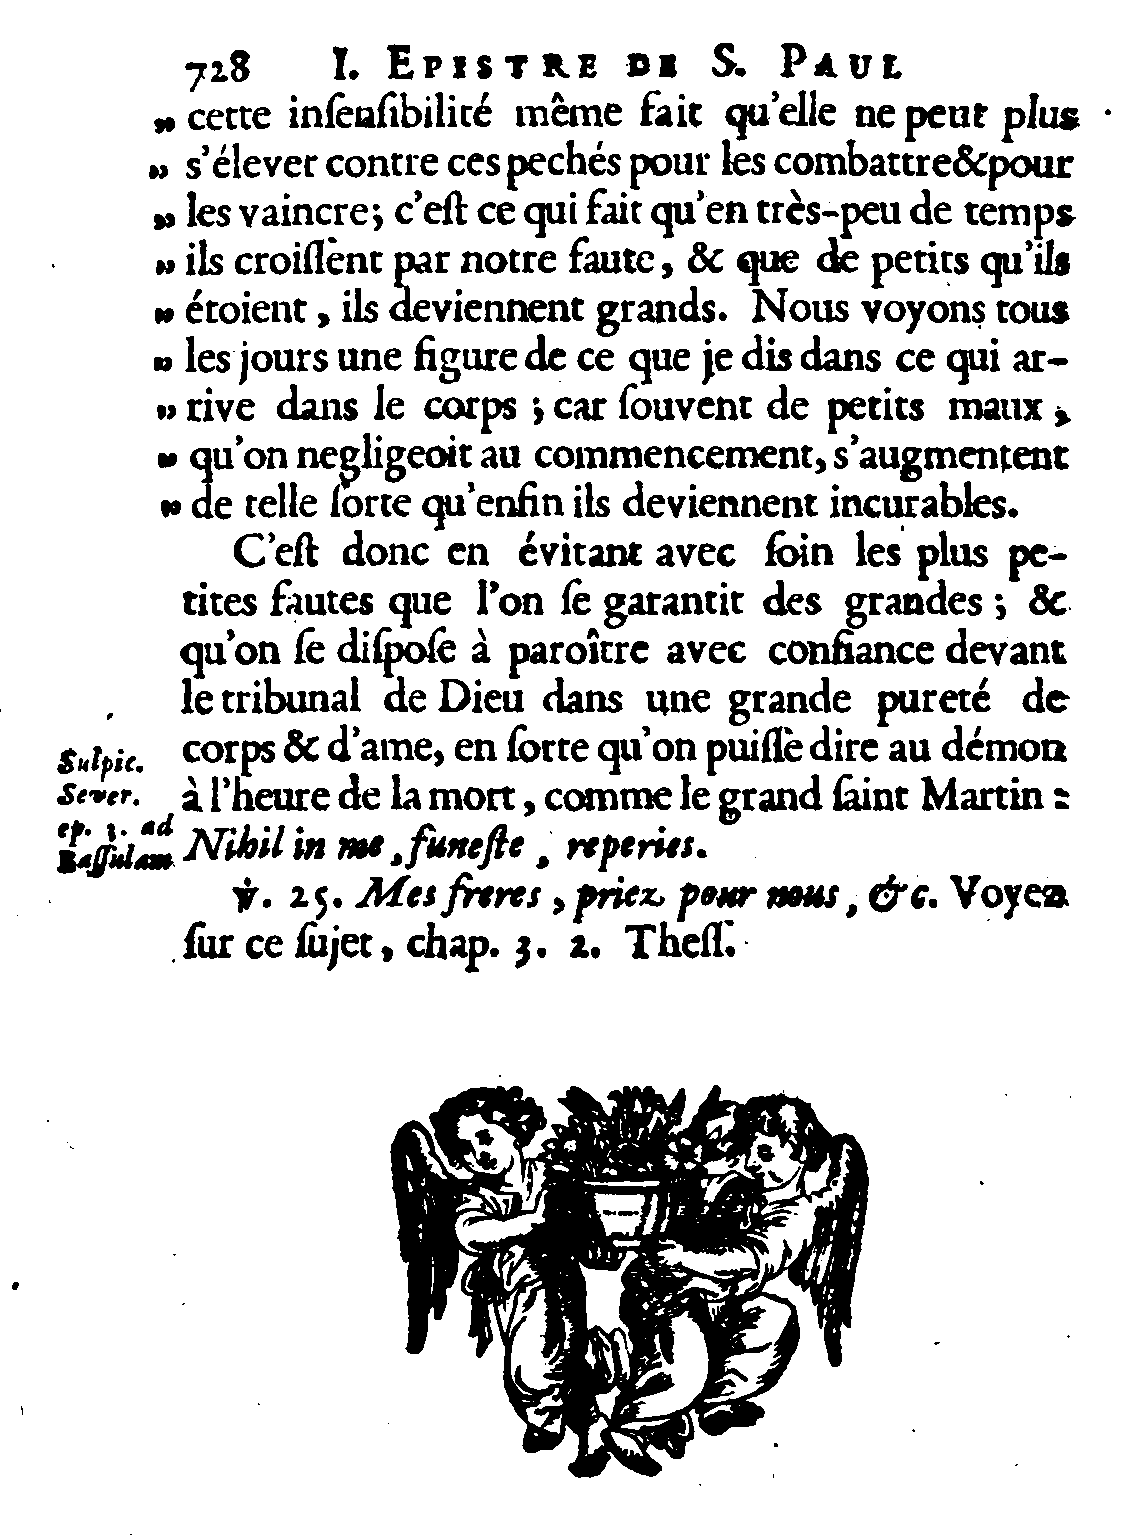 728 I. EPISTRE DE S. PAUL
„ cette inſenſibilité même fait qu'elle ne peut plus
„ s'élever contre ces pechés pour les combattre&pour
„ les vaincre; c'eſt ce qui fait qu'en très-peu de temps
„ ils croiſſent par notre faute, & que de petits qu'ils
„ étoient, ils deviennent grands. Nous voyons tous
„ les jours une figure de ce que je dis dans ce qui ar-
„ rive dans le corps ; car ſouvent de petits maux,
„ qu'on negligeoit au commencement, s'augmentent
„ de telle ſorte qu'enfin ils deviennent incurables.
C'eſt donc en évitant avec ſoin les plus pe-
tites fautes que l'on ſe garantit des grandes ; &
qu'on ſe diſpoſe à paroître avec confiance devant
le tribunal de Dieu dans une grande pureté de
corps & d'ame, en ſorte qu'on puiſſe dire au démon
à l'heure de la mort, comme le grand ſaint Martin :
Nihil in me, funeſte, reperies.
Sulpic.
Sever.
ep. 3. ad
Baſſulam
℣. 25. Mes freres, priez pour nous, &c. Voyez
ſur ce ſujet, chap. 3. 2. Theſſ.